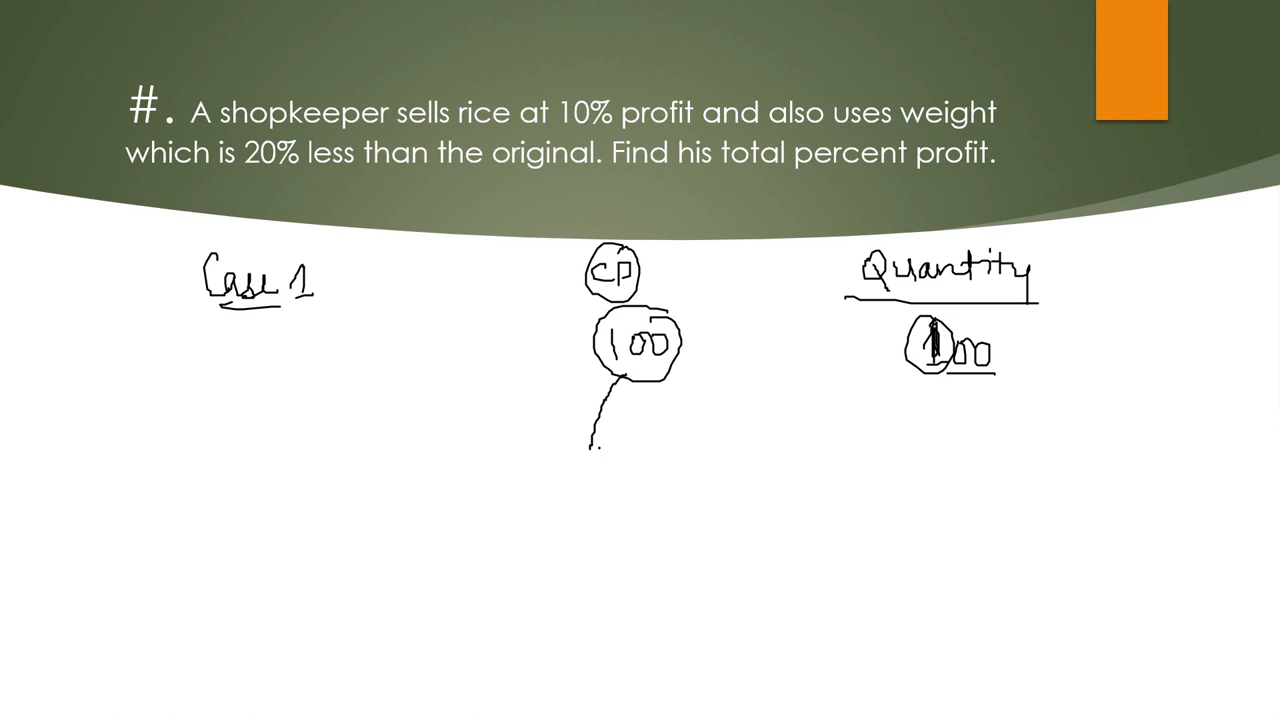 #. A shopkeeper sells rice at 10% profit and also uses weight
which is 20% less than the original. Find his total percent profit.
Case 1 CP Quantity
100 100